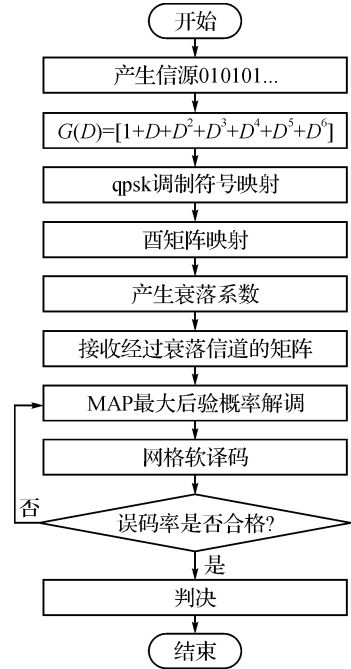 开始
产生信源010101...
G(D)=[1+D+D²+D³+D⁴+D⁵+D⁶]
qpsk调制符号映射
酉矩阵映射
产生衰落系数
接收经过衰落信道的矩阵
MAP最大后验概率解调
网格软译码
否
误码率是否合格?
是
判决
结束